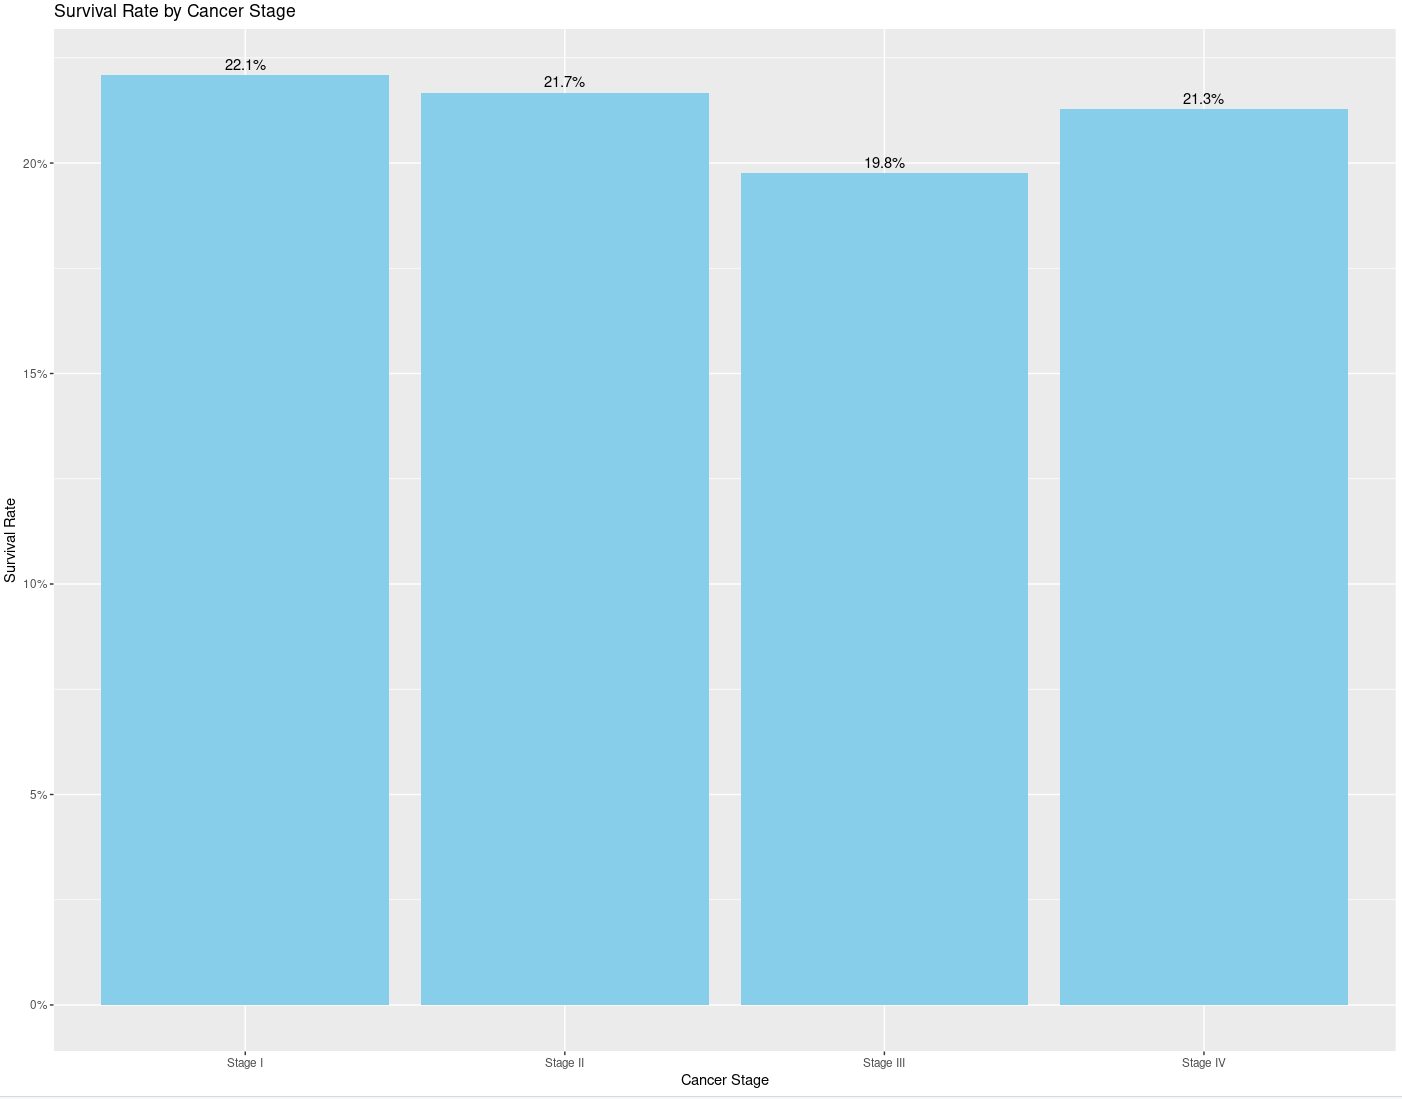 Survival Rate by Cancer Stage
22.1%
21.7%
19.8%
21.3%
20%
15%
10%
5%
0%
Survival Rate
Stage I
Stage II
Stage III
Stage IV
Cancer Stage